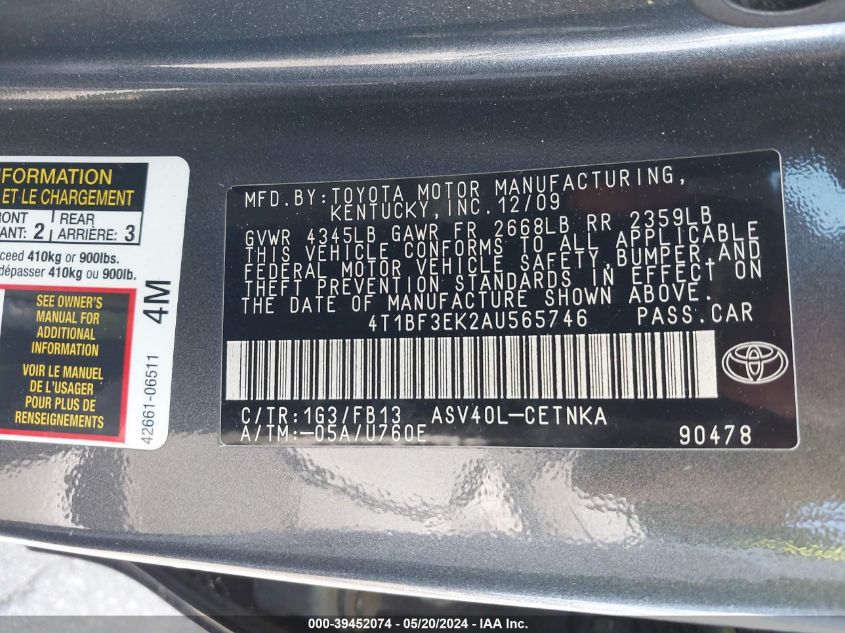 FORMATION
ET LE CHARGEMENT
FRONT
ANT: 2
REAR
ARRIÈRE: 3
ceed 410kg or 900lbs.
dépasser 410kg ou 900lb.
SEE OWNER'S
MANUAL FOR
ADDITIONAL
INFORMATION
VOIR LE MANUEL
DE L'USAGER
POUR PLUS DE
RENSEIGNEMENTS
42661-06511
4M
MFD.BY:TOYOTA MOTOR MANUFACTURING,
KENTUCKY,INC.12/09
GVWR 4345LB GAWR FR 2668LB RR 2359LB
THIS VEHICLE CONFORMS TO ALL APPLICABLE
FEDERAL MOTOR VEHICLE SAFETY,BUMPER,AND
THEFT PREVENTION STANDARDS IN EFFECT ON
THE DATE OF MANUFACTURE SHOWN ABOVE.
4T1BF3EK2AU565746 PASS.CAR
C/TR:1G3/FB13 ASV40L-CETNKA
A/TM:-05A/U760E
90478
000-39452074 - 05/20/2024 - IAA Inc.